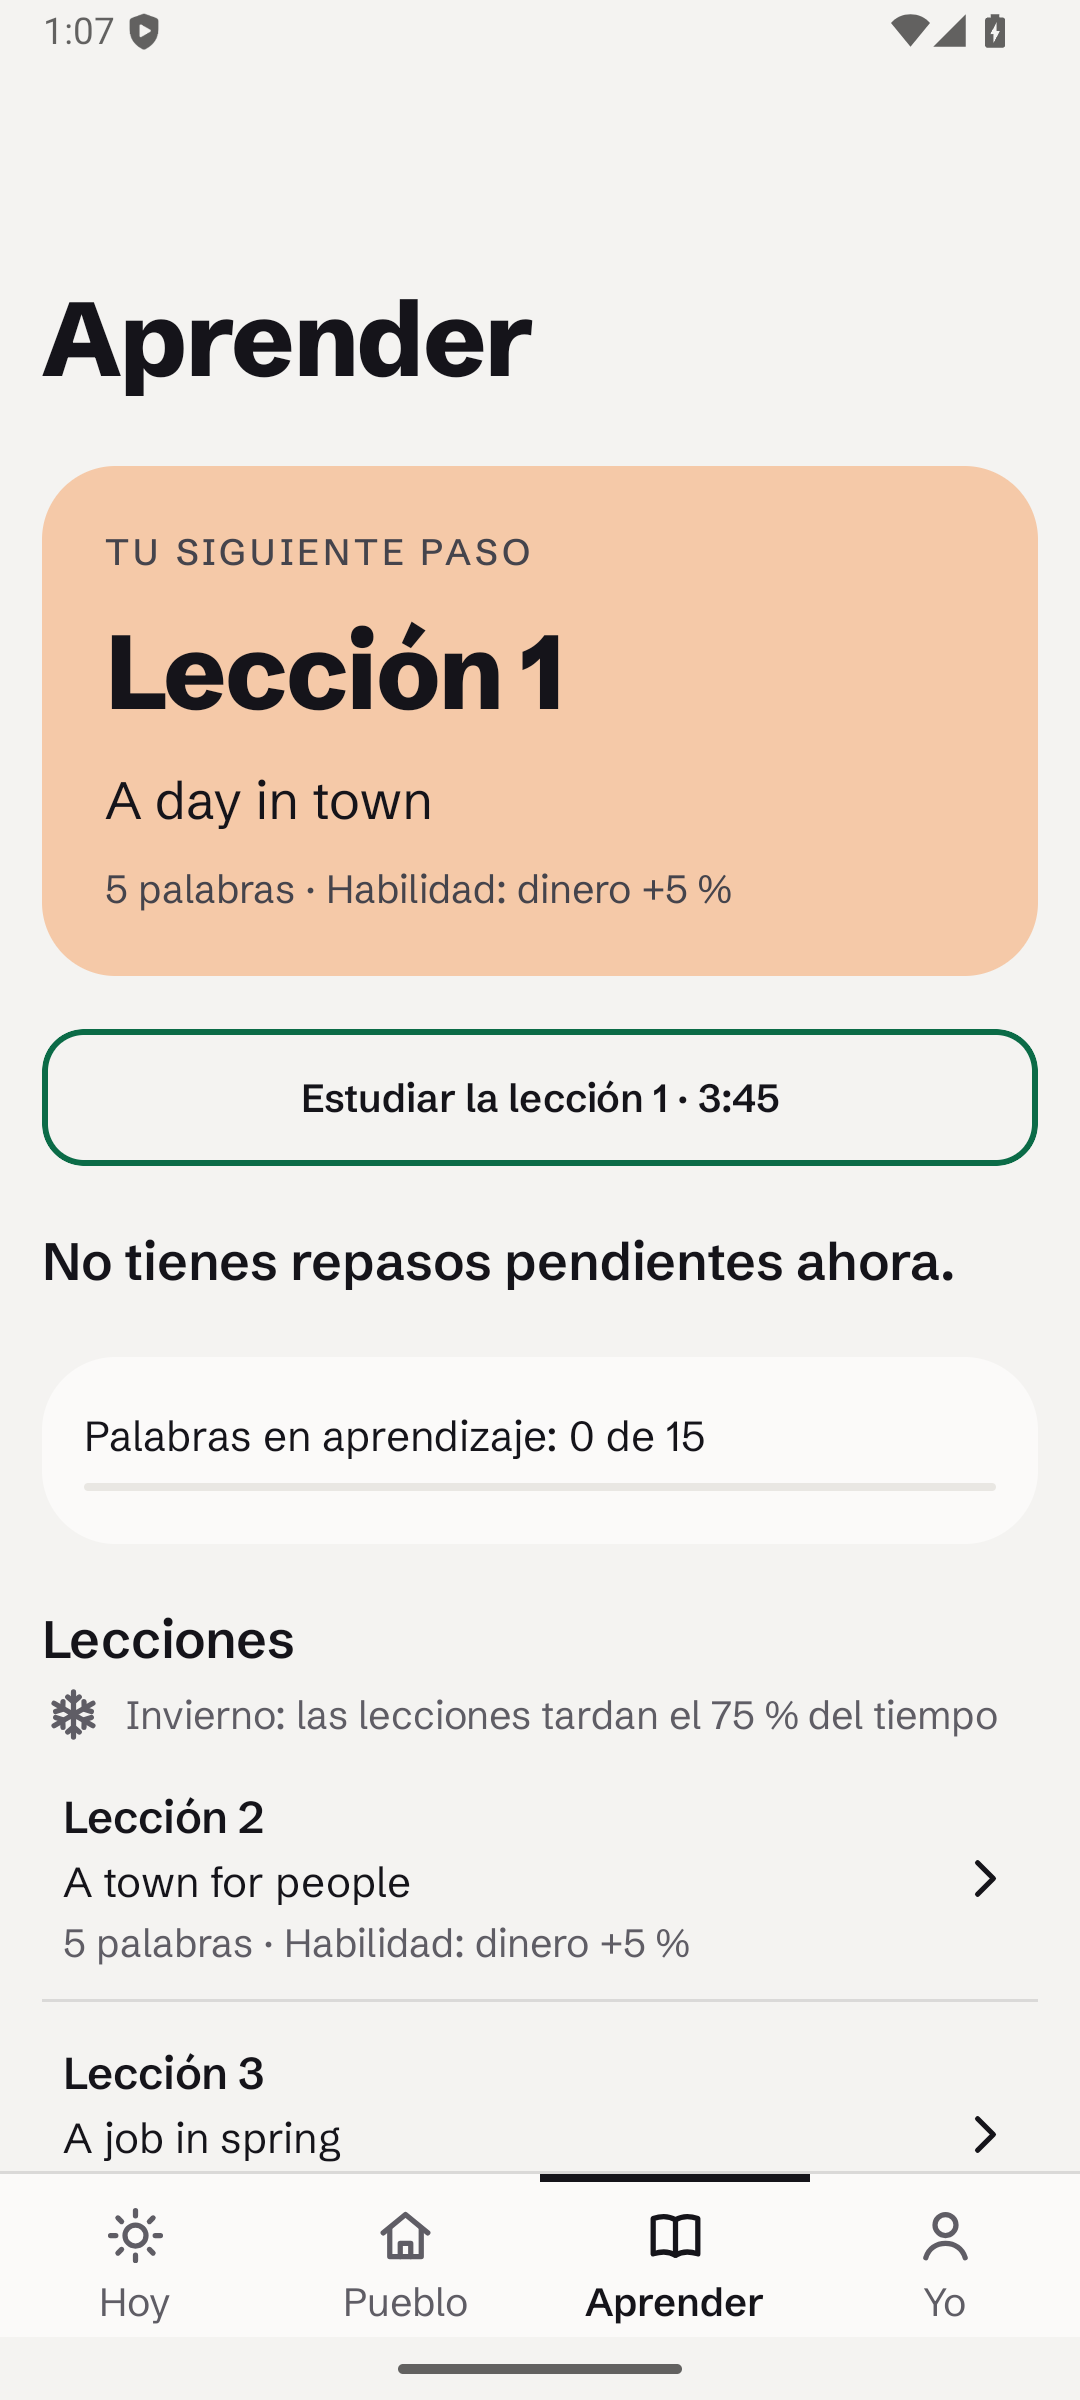 1:07
Aprender
TU SIGUIENTE PASO
Lección 1
A day in town
5 palabras · Habilidad: dinero +5 %
Estudiar la lección 1 · 3:45
No tienes repasos pendientes ahora.
Palabras en aprendizaje: 0 de 15
Lecciones
Invierno: las lecciones tardan el 75 % del tiempo
Lección 2
A town for people
5 palabras · Habilidad: dinero +5 %
Lección 3
A job in spring
Hoy
Pueblo
Aprender
Yo